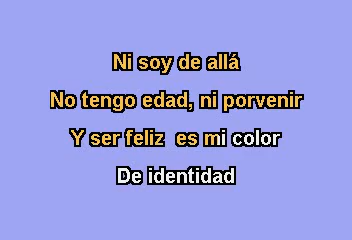 Ni soy de allá
No tengo edad, ni porvenir
Y ser feliz es mi color
De identidad